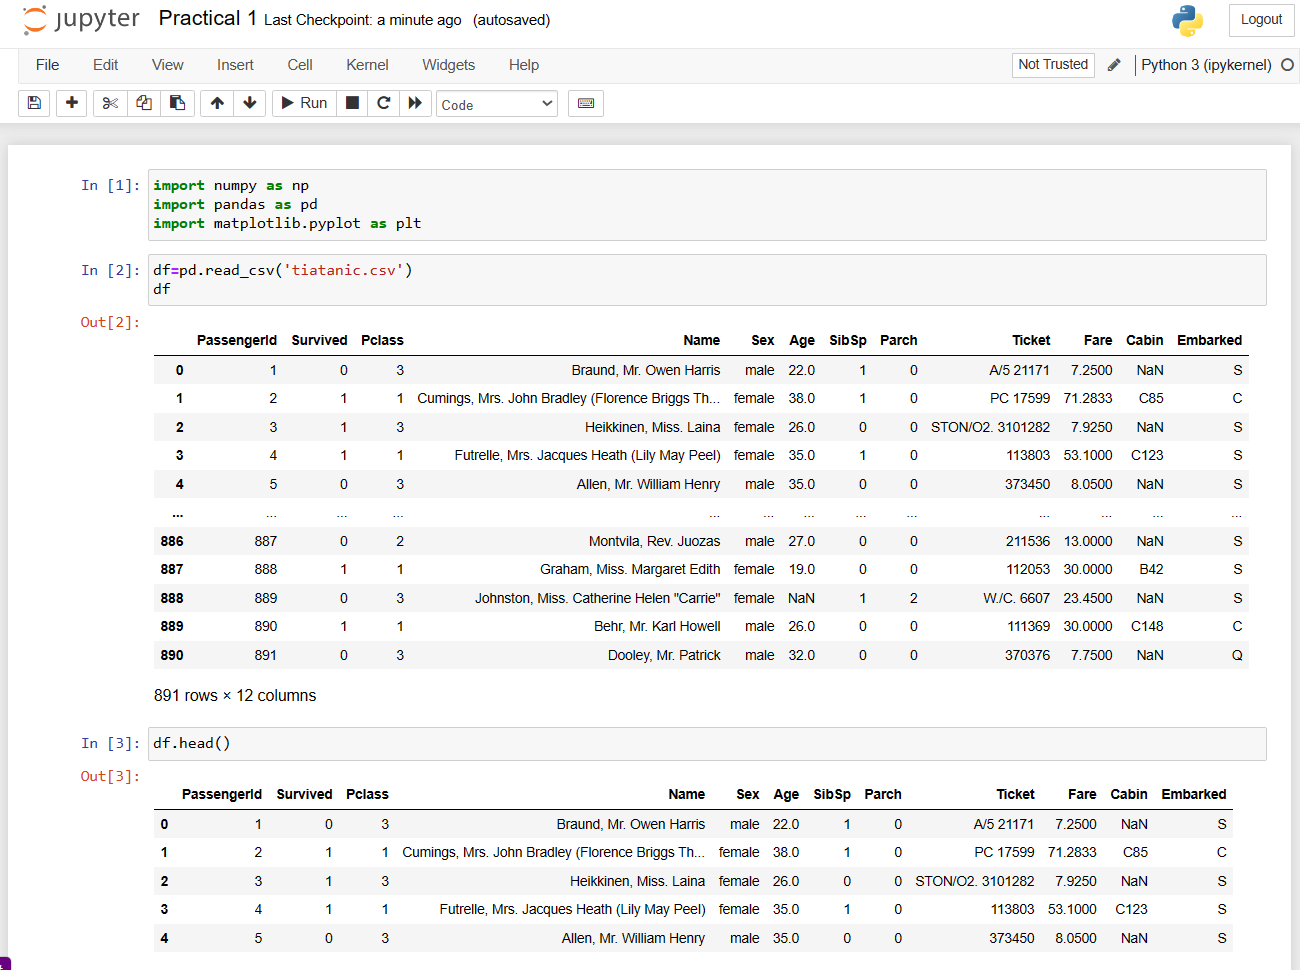 jupyter Practical 1 Last Checkpoint: a minute ago (autosaved) Logout
File Edit View Insert Cell Kernel Widgets Help Not Trusted Python 3 (ipykernel)
Run Code
In [1]: import numpy as np
import pandas as pd
import matplotlib.pyplot as plt
In [2]: df=pd.read_csv('tiatanic.csv')
df
Out[2]:
PassengerId Survived Pclass Name Sex Age SibSp Parch Ticket Fare Cabin Embarked
0 1 0 3 Braund, Mr. Owen Harris male 22.0 1 0 A/5 21171 7.2500 NaN S
1 2 1 1 Cumings, Mrs. John Bradley (Florence Briggs Th... female 38.0 1 0 PC 17599 71.2833 C85 C
2 3 1 3 Heikkinen, Miss. Laina female 26.0 0 0 STON/O2. 3101282 7.9250 NaN S
3 4 1 1 Futrelle, Mrs. Jacques Heath (Lily May Peel) female 35.0 1 0 113803 53.1000 C123 S
4 5 0 3 Allen, Mr. William Henry male 35.0 0 0 373450 8.0500 NaN S
... ... ... ... ... ... ... ... ... ... ... ... ...
886 887 0 2 Montvila, Rev. Juozas male 27.0 0 0 211536 13.0000 NaN S
887 888 1 1 Graham, Miss. Margaret Edith female 19.0 0 0 112053 30.0000 B42 S
888 889 0 3 Johnston, Miss. Catherine Helen "Carrie" female NaN 1 2 W./C. 6607 23.4500 NaN S
889 890 1 1 Behr, Mr. Karl Howell male 26.0 0 0 111369 30.0000 C148 C
890 891 0 3 Dooley, Mr. Patrick male 32.0 0 0 370376 7.7500 NaN Q
891 rows × 12 columns
In [3]: df.head()
Out[3]:
PassengerId Survived Pclass Name Sex Age SibSp Parch Ticket Fare Cabin Embarked
0 1 0 3 Braund, Mr. Owen Harris male 22.0 1 0 A/5 21171 7.2500 NaN S
1 2 1 1 Cumings, Mrs. John Bradley (Florence Briggs Th... female 38.0 1 0 PC 17599 71.2833 C85 C
2 3 1 3 Heikkinen, Miss. Laina female 26.0 0 0 STON/O2. 3101282 7.9250 NaN S
3 4 1 1 Futrelle, Mrs. Jacques Heath (Lily May Peel) female 35.0 1 0 113803 53.1000 C123 S
4 5 0 3 Allen, Mr. William Henry male 35.0 0 0 373450 8.0500 NaN S